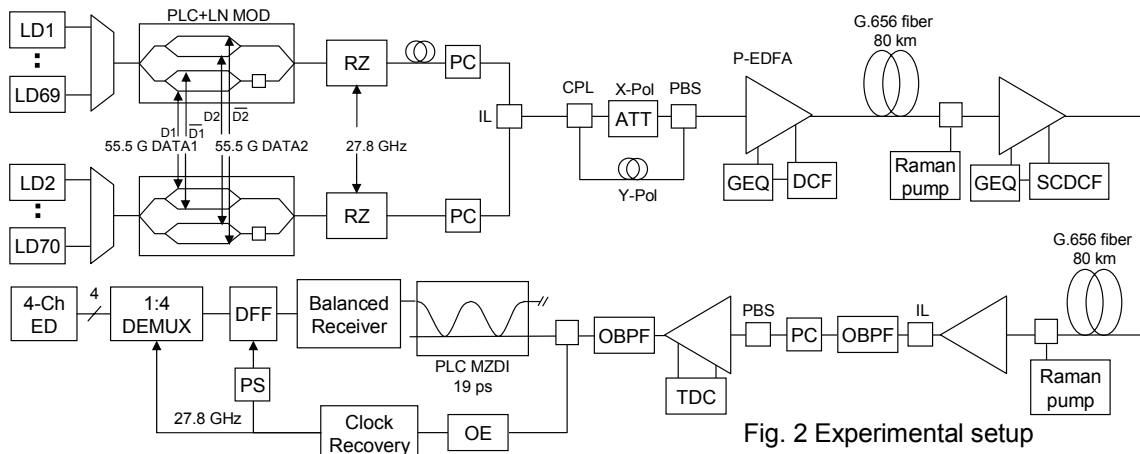 PLC+LN MOD
LD1
LD69
RZ
PC
IL
CPL
X-Pol
ATT
PBS
Y-Pol
P-EDFA
GEQ
DCF
G.656 fiber
80 km
Raman
pump
GEQ
SCDCF
D1
D1
D2
D2
55.5 G DATA1
55.5 G DATA2
27.8 GHz
LD2
LD70
RZ
PC
G.656 fiber
80 km
4-Ch
ED
4
1:4
DEMUX
DFF
Balanced
Receiver
PLC MZDI
19 ps
OBPF
TDC
PBS
PC
OBPF
IL
Raman
pump
PS
27.8 GHz
Clock
Recovery
OE
Fig. 2 Experimental setup